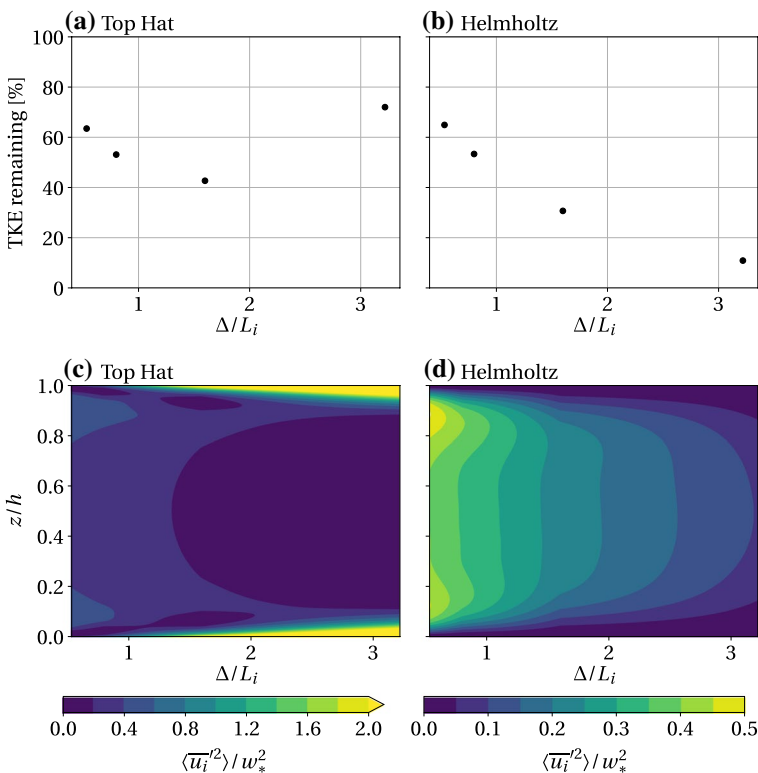 (a) Top Hat
(b) Helmholtz
TKE remaining [%]
100
80
60
40
20
0
1 2 3
Δ/L_i
1 2 3
Δ/L_i
(c) Top Hat
(d) Helmholtz
z/h
1.0
0.8
0.6
0.4
0.2
0.0
1 2 3
Δ/L_i
1 2 3
Δ/L_i
0.0 0.4 0.8 1.2 1.6 2.0
⟨\overline{u_i}'^2⟩/w_*^2
0.0 0.1 0.2 0.3 0.4 0.5
⟨\overline{u_i}'^2⟩/w_*^2